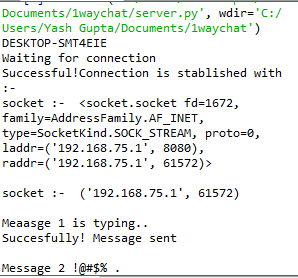 Documents/1waychat/server.py', wdir='C:/
Users/Yash Gupta/Documents/1waychat')
DESKTOP-SMT4EIE
Waiting for connection
Successful!Connection is stablished with
:-
socket :-  <socket.socket fd=1672,
family=AddressFamily.AF_INET,
type=SocketKind.SOCK_STREAM, proto=0,
laddr=('192.168.75.1', 8080),
raddr=('192.168.75.1', 61572)>
socket :-  ('192.168.75.1', 61572)
Meaasge 1 is typing..
Succesfully! Message sent
Message 2 !@#$% .